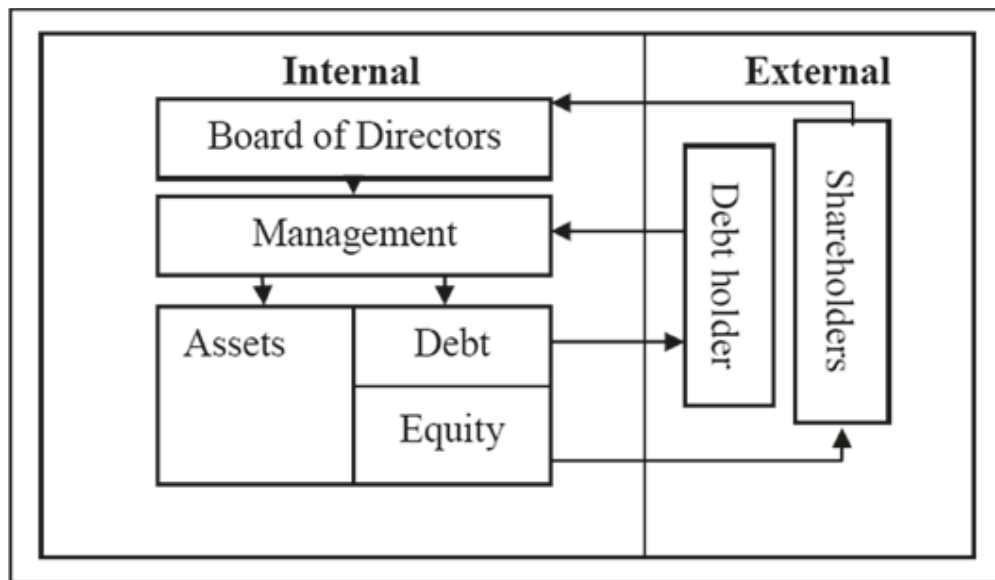 Internal
External
Board of Directors
Management
Assets
Debt
Equity
Debt holder
Shareholders